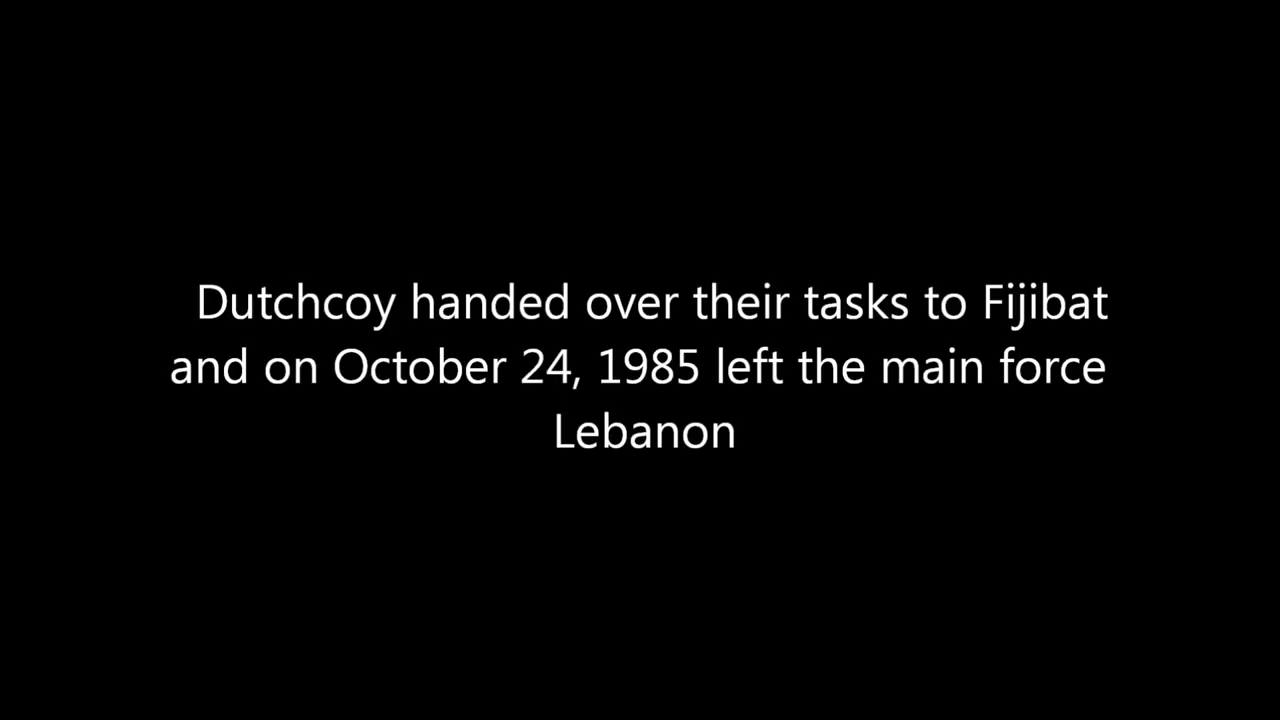 Dutchcoy handed over their tasks to Fijibat
and on October 24, 1985 left the main force
Lebanon